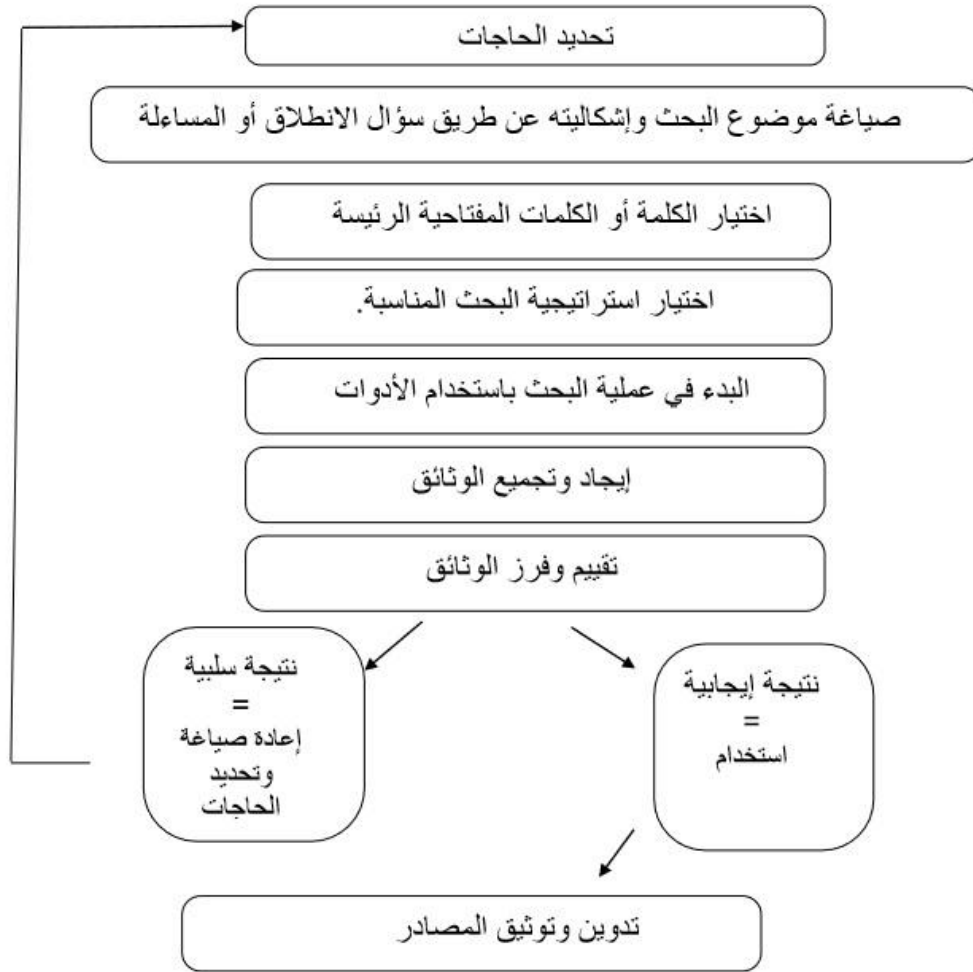 تحديد الحاجات
صياغة موضوع البحث وإشكاليته عن طريق سؤال الانطلاق أو المساءلة
اختيار الكلمة أو الكلمات المفتاحية الرئيسة
اختيار استراتيجية البحث المناسبة.
البدء في عملية البحث باستخدام الأدوات
إيجاد وتجميع الوثائق
تقييم وفرز الوثائق
نتيجة إيجابية
=
استخدام
نتيجة سلبية
=
إعادة صياغة
وتحديد
الحاجات
تدوين وتوثيق المصادر